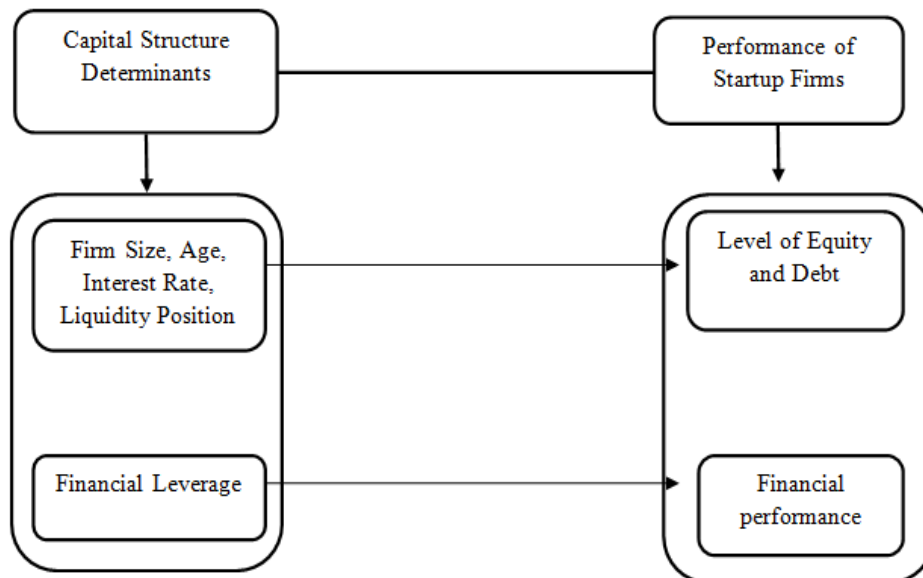 Capital Structure
Determinants
Performance of
Startup Firms
Firm Size, Age,
Interest Rate,
Liquidity Position
Level of Equity
and Debt
Financial Leverage
Financial
performance